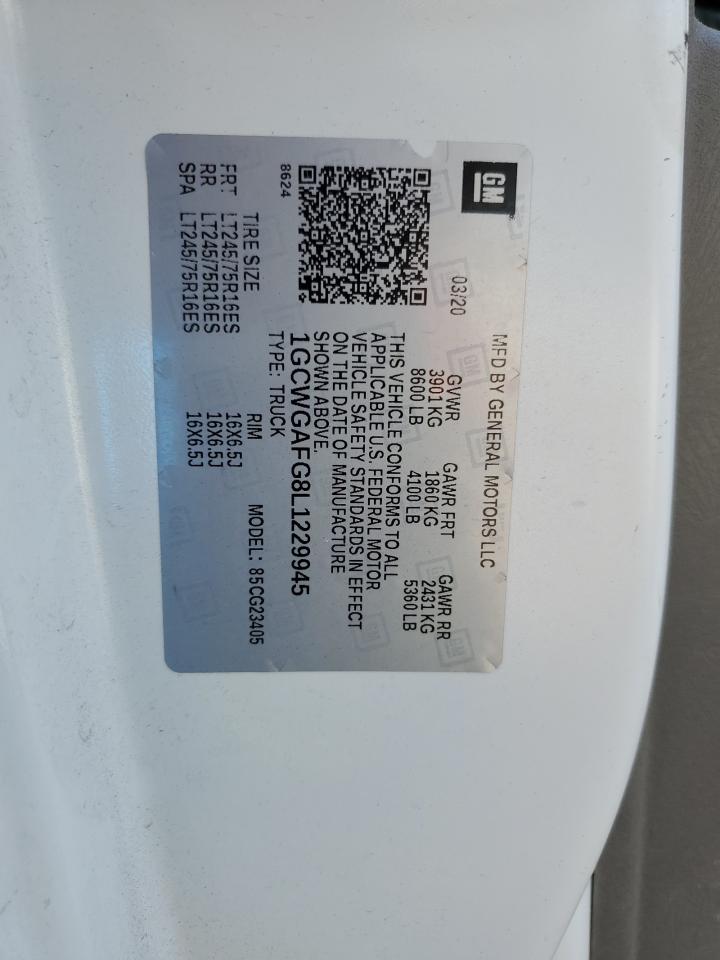 GM
MFD BY GENERAL MOTORS LLC
03/20
GVWR GAWR FRT GAWR RR
3901 KG 1860 KG 2431 KG
8600 LB 4100 LB 5360 LB
THIS VEHICLE CONFORMS TO ALL
APPLICABLE U.S. FEDERAL MOTOR
VEHICLE SAFETY STANDARDS IN EFFECT
ON THE DATE OF MANUFACTURE
SHOWN ABOVE.
1GCWGAFG8L1229945
TYPE: TRUCK
8624
MODEL: 85CG23405
TIRE SIZE RIM
FRT LT245/75R16ES 16X6.5J
RR LT245/75R16ES 16X6.5J
SPA LT245/75R16ES 16X6.5J